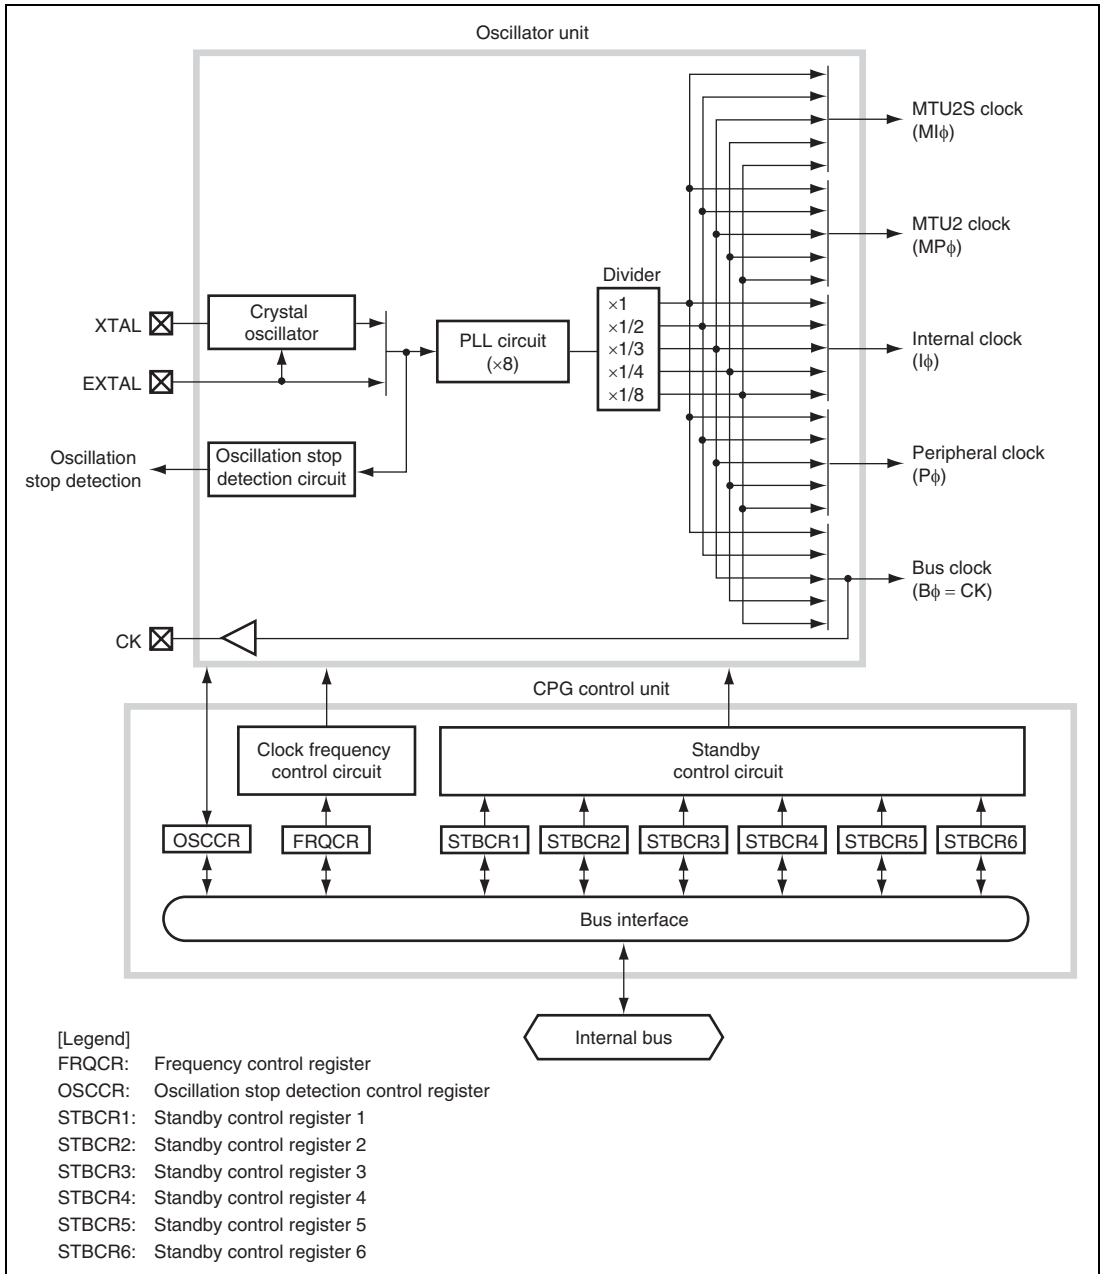 Oscillator unit
MTU2S clock
(MIϕ)
MTU2 clock
(MPϕ)
Divider
×1
×1/2
×1/3
×1/4
×1/8
XTAL
Crystal
oscillator
EXTAL
PLL circuit
(×8)
Internal clock
(Iϕ)
Oscillation
stop detection
Oscillation stop
detection circuit
Peripheral clock
(Pϕ)
Bus clock
(Bϕ = CK)
CK
CPG control unit
Clock frequency
control circuit
Standby
control circuit
OSCCR
FRQCR
STBCR1
STBCR2
STBCR3
STBCR4
STBCR5
STBCR6
Bus interface
Internal bus
[Legend]
FRQCR: Frequency control register
OSCCR: Oscillation stop detection control register
STBCR1: Standby control register 1
STBCR2: Standby control register 2
STBCR3: Standby control register 3
STBCR4: Standby control register 4
STBCR5: Standby control register 5
STBCR6: Standby control register 6